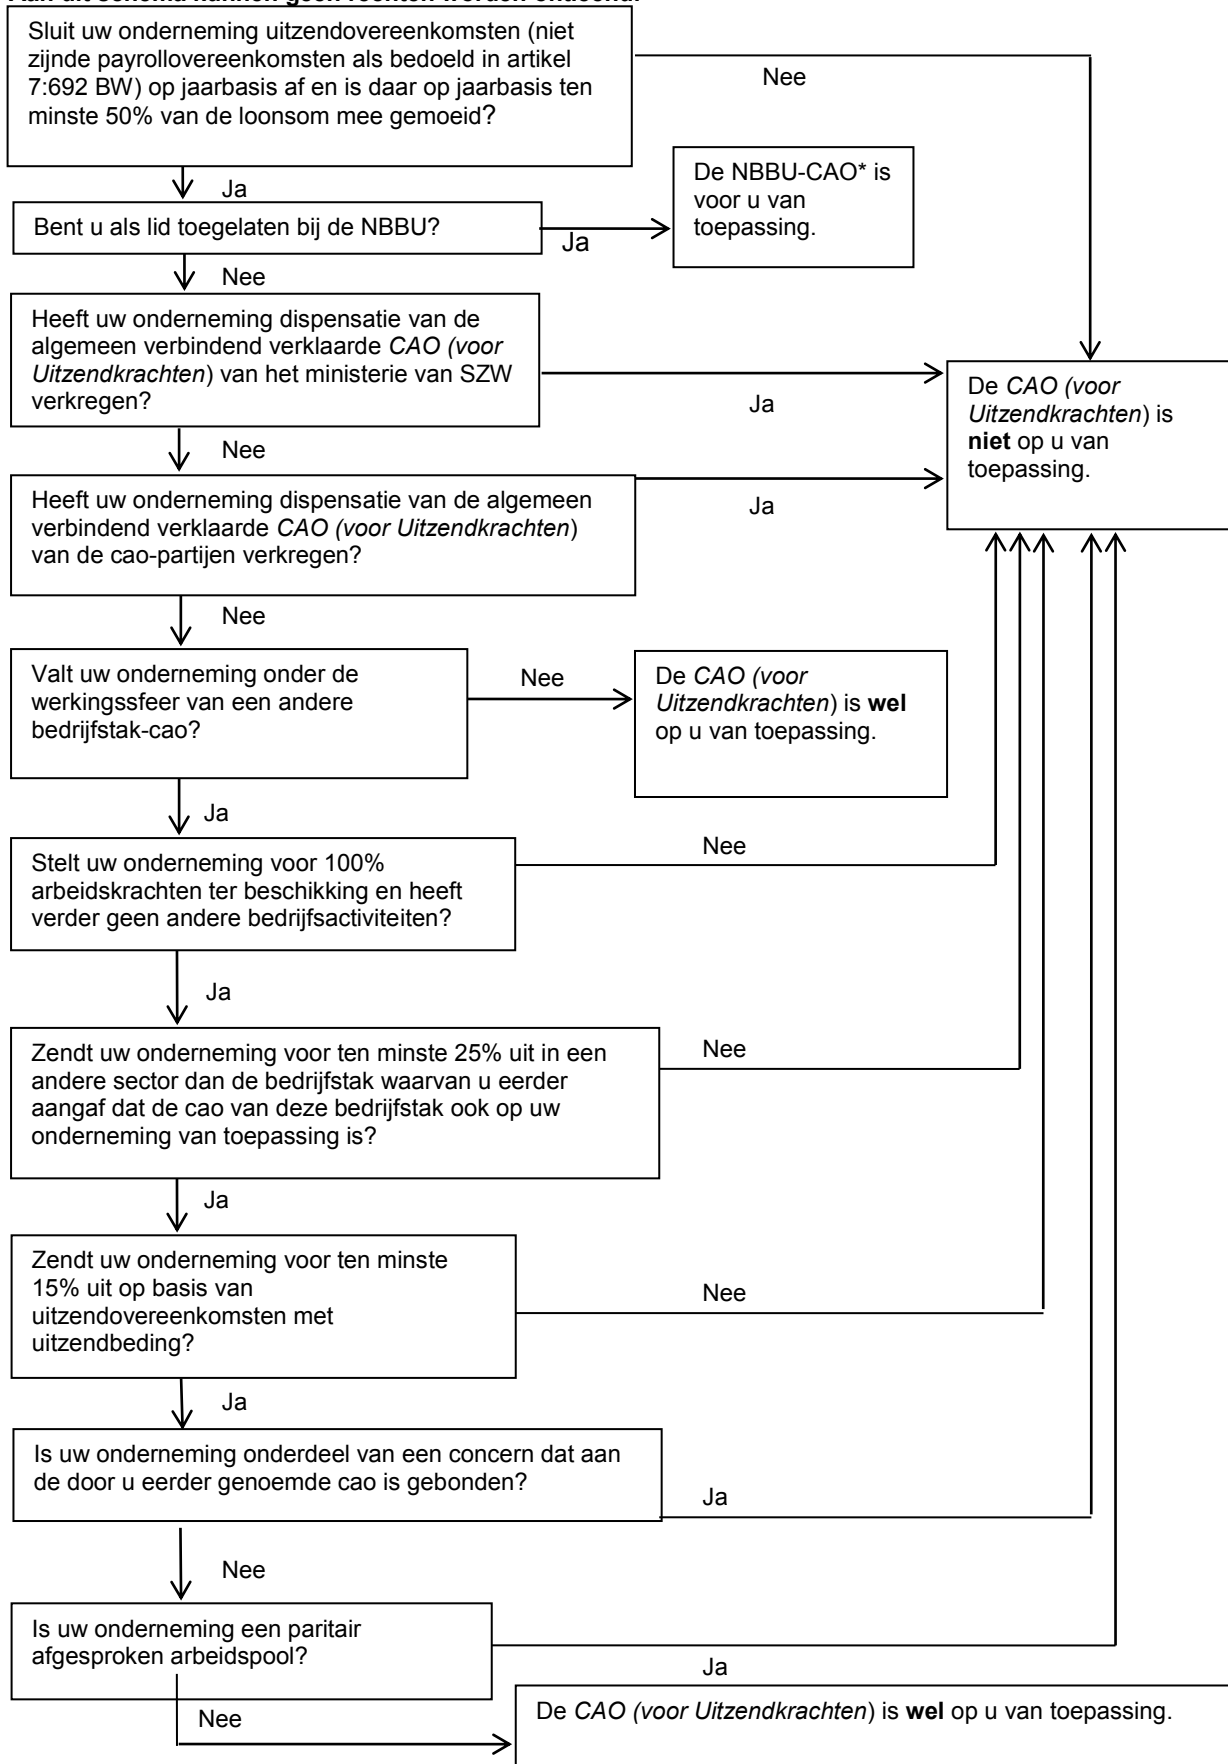 Aan dit schema kunnen geen rechten worden ontleend.
Sluit uw onderneming uitzendovereenkomsten (niet
zijnde payrollovereenkomsten als bedoeld in artikel
7:692 BW) op jaarbasis af en is daar op jaarbasis ten
minste 50% van de loonsom mee gemoeid?
Nee
Ja
De NBBU-CAO* is
voor u van
toepassing.
Bent u als lid toegelaten bij de NBBU?
Ja
Nee
Heeft uw onderneming dispensatie van de
algemeen verbindend verklaarde CAO (voor
Uitzendkrachten) van het ministerie van SZW
verkregen?
Ja
De CAO (voor
Uitzendkrachten) is
niet op u van
toepassing.
Nee
Heeft uw onderneming dispensatie van de algemeen
verbindend verklaarde CAO (voor Uitzendkrachten)
van de cao-partijen verkregen?
Ja
Nee
Valt uw onderneming onder de
werkingssfeer van een andere
bedrijfstak-cao?
Nee
De CAO (voor
Uitzendkrachten) is wel
op u van toepassing.
Ja
Stelt uw onderneming voor 100%
arbeidskrachten ter beschikking en heeft
verder geen andere bedrijfsactiviteiten?
Nee
Ja
Zendt uw onderneming voor ten minste 25% uit in een
andere sector dan de bedrijfstak waarvan u eerder
aangaf dat de cao van deze bedrijfstak ook op uw
onderneming van toepassing is?
Nee
Ja
Zendt uw onderneming voor ten minste
15% uit op basis van
uitzendovereenkomsten met
uitzendbeding?
Nee
Ja
Is uw onderneming onderdeel van een concern dat aan
de door u eerder genoemde cao is gebonden?
Ja
Nee
Is uw onderneming een paritair
afgesproken arbeidspool?
Ja
Nee
De CAO (voor Uitzendkrachten) is wel op u van toepassing.